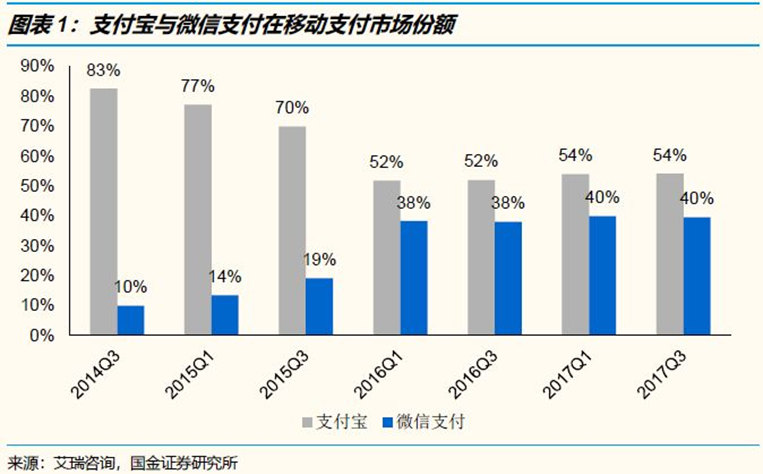 图表1：支付宝与微信支付在移动支付市场份额
90%
80%
70%
60%
50%
40%
30%
20%
10%
0%
83%
10%
77%
14%
70%
19%
52%
38%
52%
38%
54%
40%
54%
40%
2014Q3
2015Q1
2015Q3
2016Q1
2016Q3
2017Q1
2017Q3
支付宝
微信支付
来源：艾瑞咨询，国金证券研究所